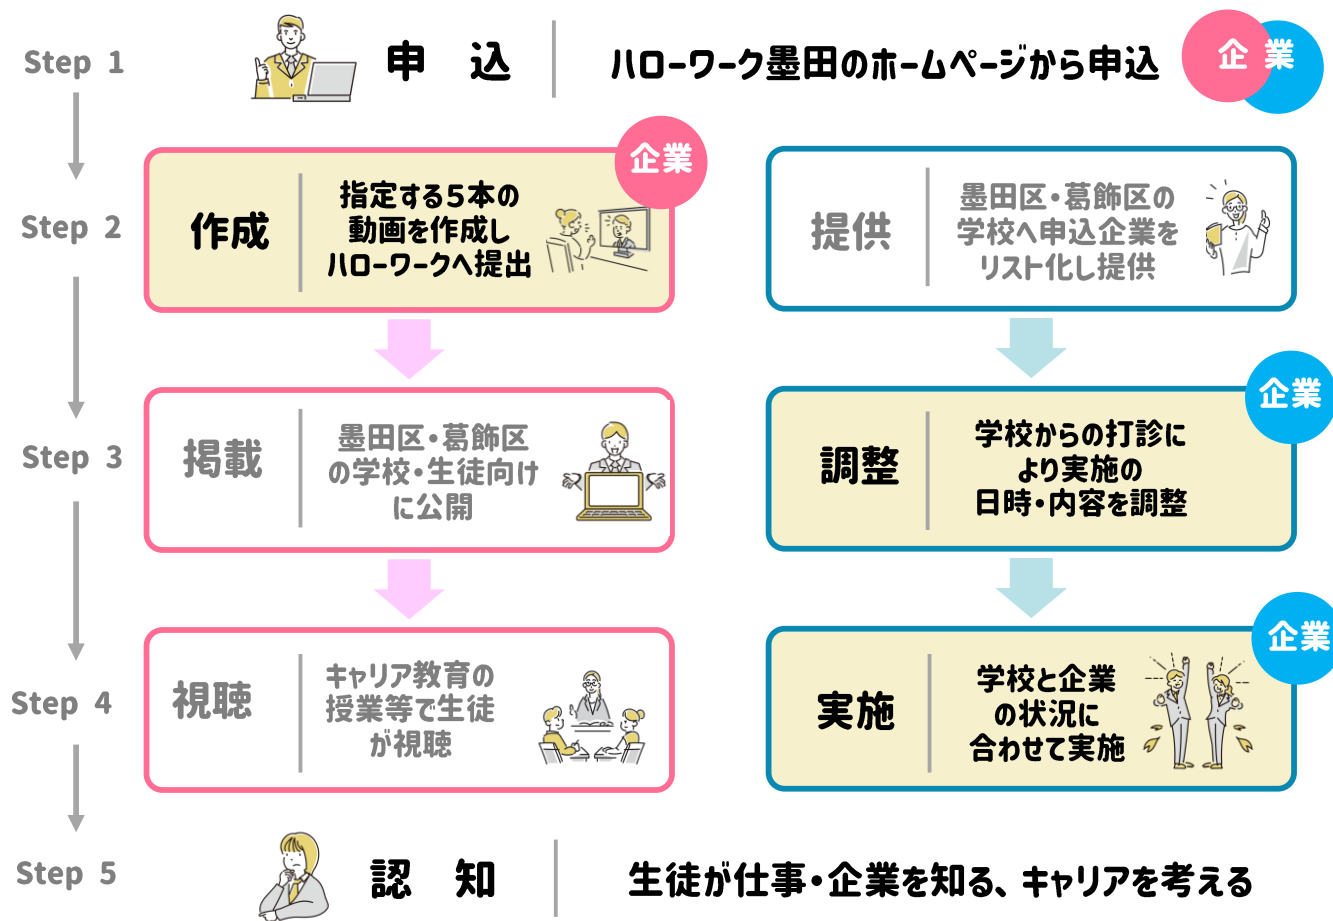 Step 1
申 込
ハローワーク墨田のホームページから申込
企 業
Step 2
作成
指定する5本の
動画を作成し
ハローワークへ提出
企業
提供
墨田区・葛飾区の
学校へ申込企業を
リスト化し提供
Step 3
掲載
墨田区・葛飾区
の学校・生徒向け
に公開
調整
学校からの打診に
より実施の
日時・内容を調整
企業
Step 4
視聴
キャリア教育の
授業等で生徒
が視聴
実施
学校と企業
の状況に
合わせて実施
企業
Step 5
認 知
生徒が仕事・企業を知る、キャリアを考える